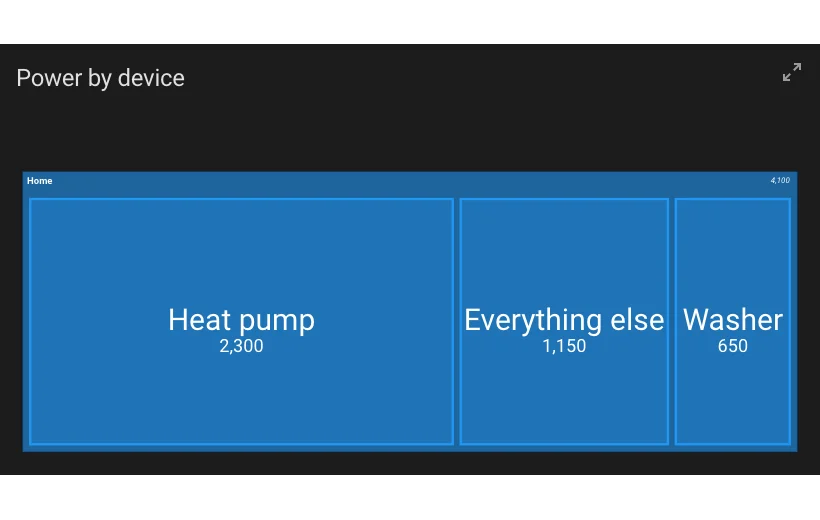 Power by device
Home
4,100
Heat pump
2,300
Everything else
1,150
Washer
650